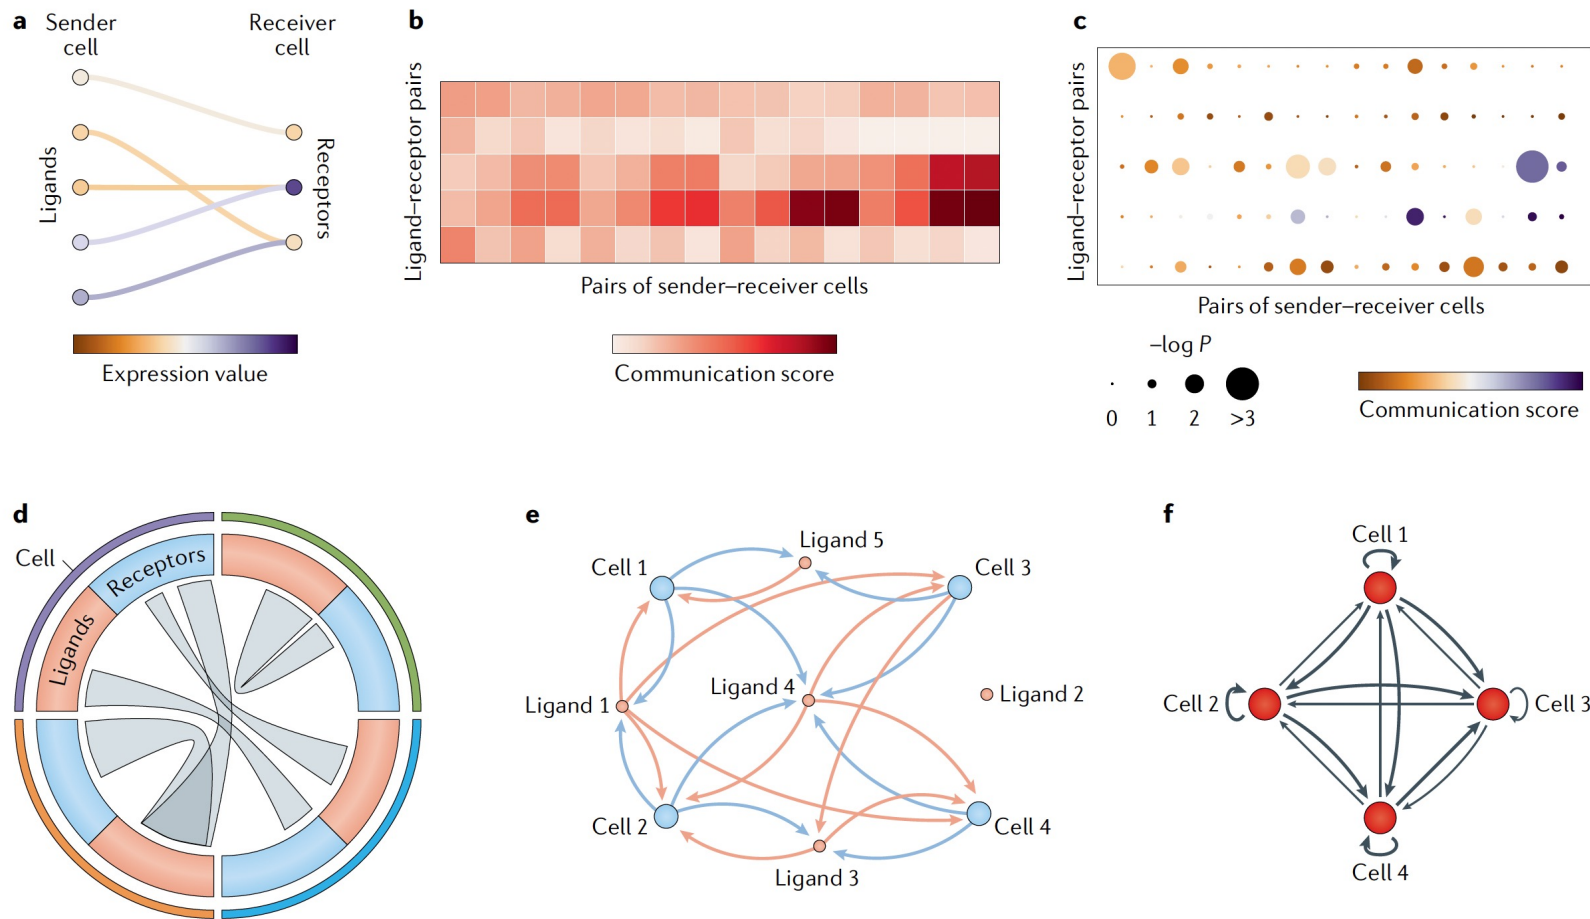 a
Sender
cell
Receiver
cell
Ligands
Receptors
Expression value
b
Ligand–receptor pairs
Pairs of sender–receiver cells
Communication score
c
Ligand–receptor pairs
Pairs of sender–receiver cells
–log P
0 1 2 >3
Communication score
d
Cell
Receptors
Ligands
e
Cell 1
Ligand 5
Cell 3
Ligand 1
Ligand 4
Ligand 2
Cell 2
Cell 4
Ligand 3
f
Cell 1
Cell 2
Cell 3
Cell 4